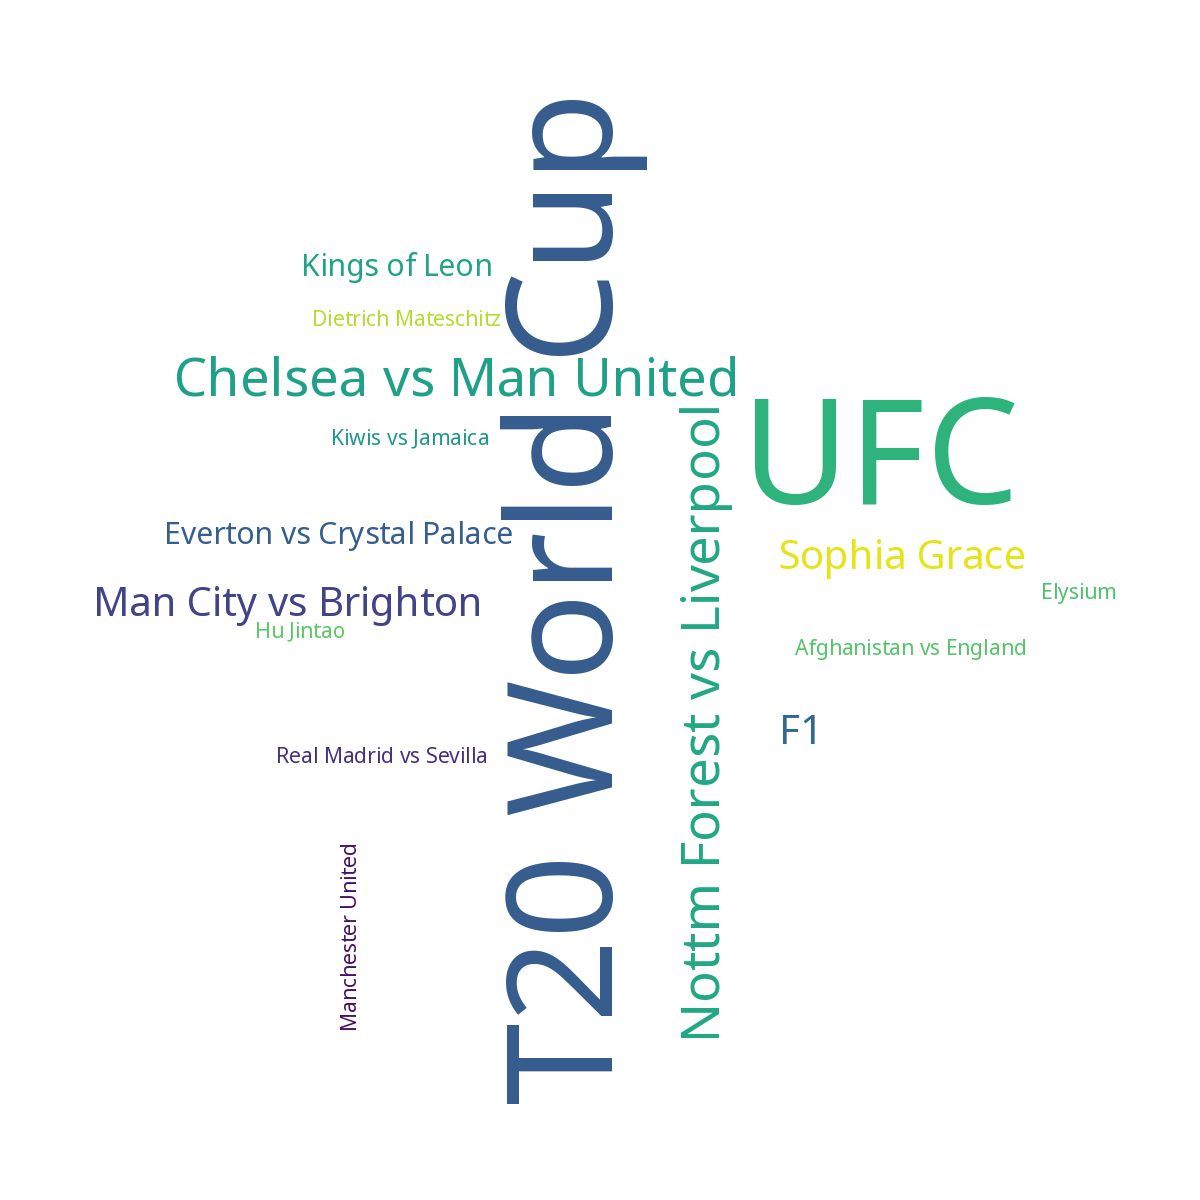 T20 World Cup
Kings of Leon
Dietrich Mateschitz
Chelsea vs Man United
UFC
Nottm Forest vs Liverpool
Kiwis vs Jamaica
Everton vs Crystal Palace
Sophia Grace
Man City vs Brighton
Elysium
Hu Jintao
Afghanistan vs England
F1
Real Madrid vs Sevilla
Manchester United